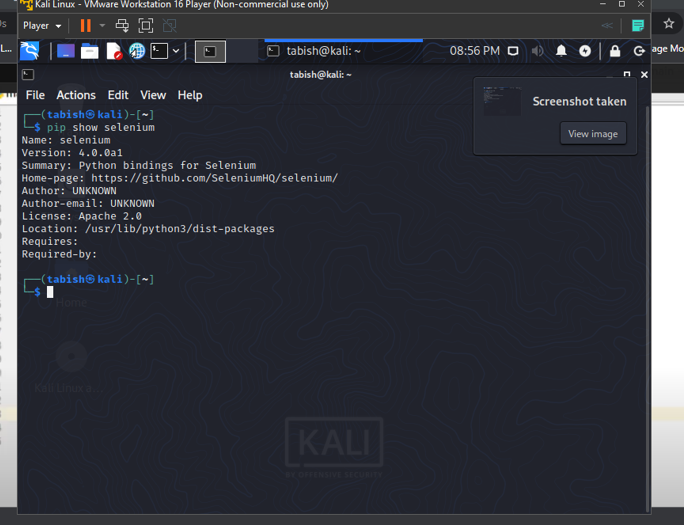 Kali Linux - VMware Workstation 16 Player (Non-commercial use only)
Player
tabish@kali: ~
08:56 PM
tabish@kali: ~
File Actions Edit View Help
Screenshot taken
View image
┌──(tabish㉿kali)-[~]
└─$ pip show selenium
Name: selenium
Version: 4.0.0a1
Summary: Python bindings for Selenium
Home-page: https://github.com/SeleniumHQ/selenium/
Author: UNKNOWN
Author-email: UNKNOWN
License: Apache 2.0
Location: /usr/lib/python3/dist-packages
Requires:
Required-by:
┌──(tabish㉿kali)-[~]
└─$
Home
Kali Linux a...
KALI
BY OFFENSIVE SECURITY